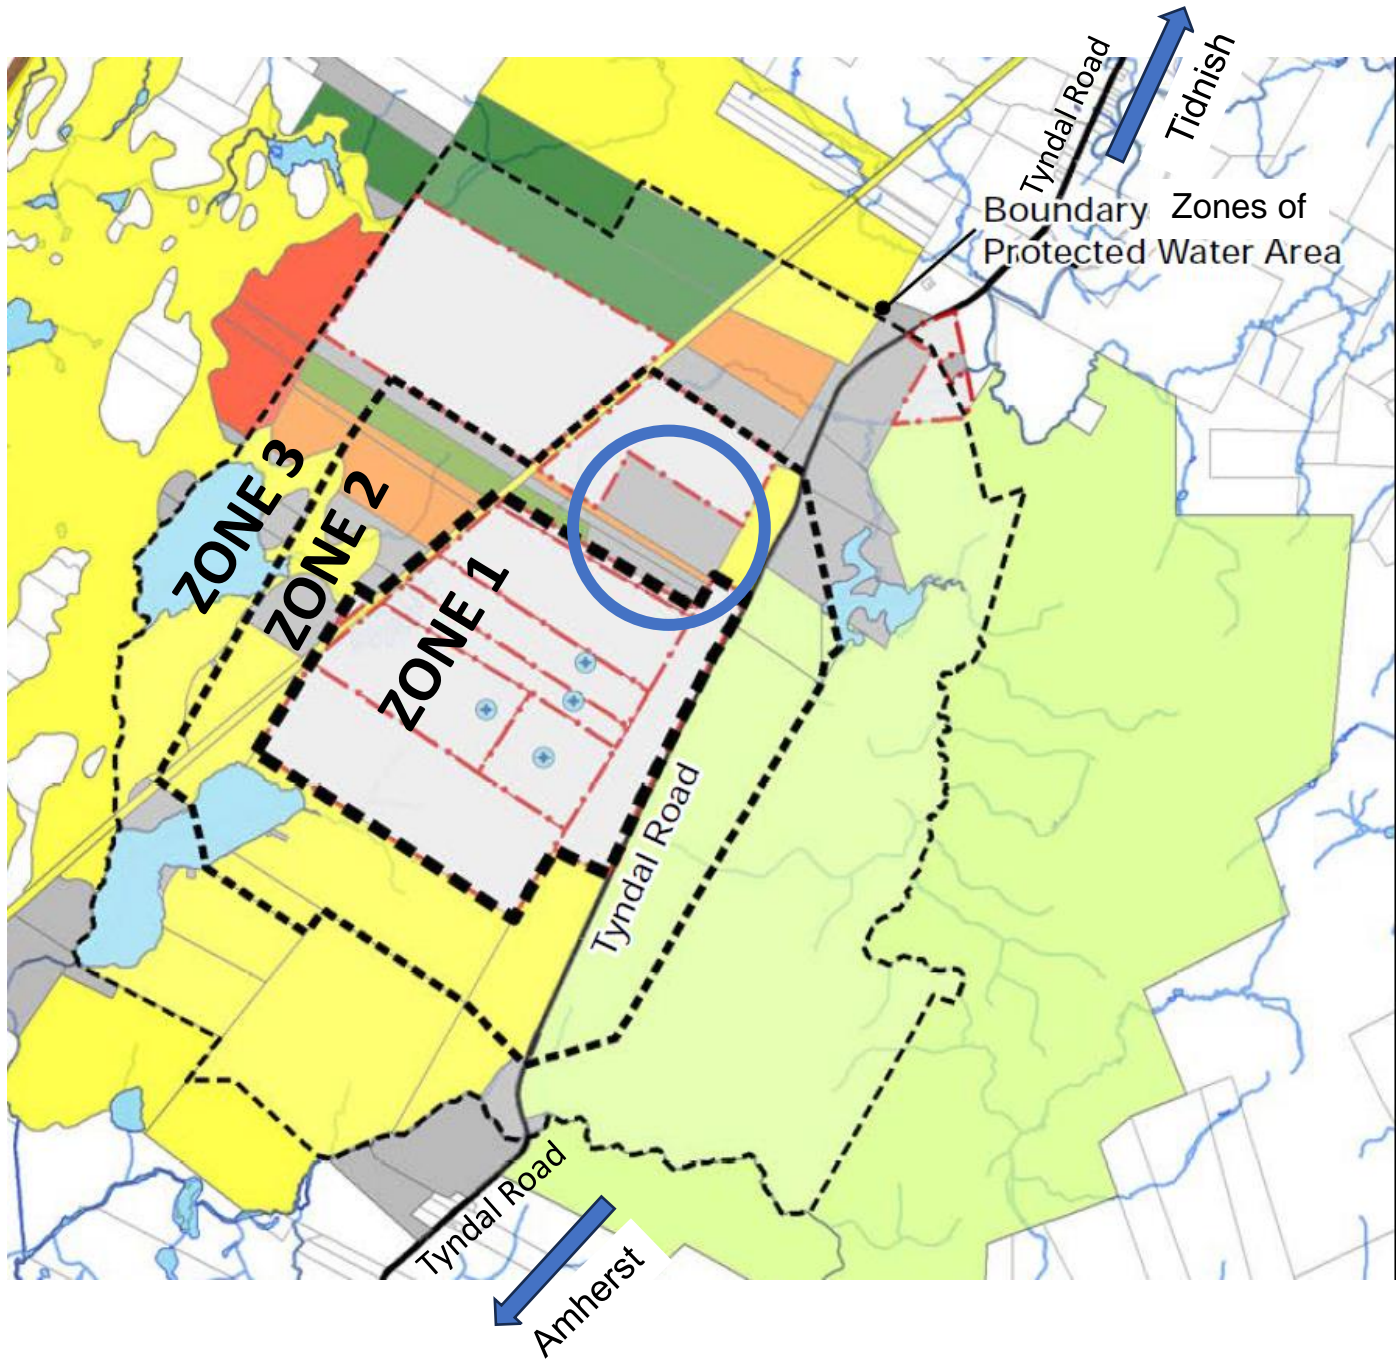 Tyndal Road
Tidnish
Boundary Zones of
Protected Water Area
ZONE 3
ZONE 2
ZONE 1
Tyndal Road
Tyndal Road
Amherst